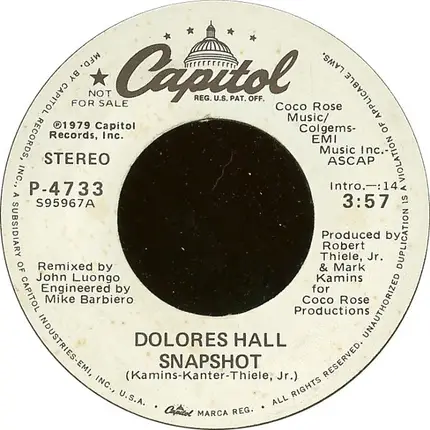 Capitol
REG. U.S. PAT. OFF.
NOT
FOR SALE
℗©1979 Capitol
Records, Inc.
STEREO
P-4733
S95967A
Coco Rose
Music/
Colgems-
EMI
Music Inc.-
ASCAP
Intro.—:14
3:57
Produced by
Robert
Thiele, Jr.
& Mark
Kamins
for
Coco Rose
Productions
Remixed by
John Luongo
Engineered by
Mike Barbiero
DOLORES HALL
SNAPSHOT
(Kamins-Kanter-Thiele, Jr.)
MFD. BY CAPITOL RECORDS, INC., A SUBSIDIARY OF CAPITOL INDUSTRIES-EMI, INC., U.S.A. • Capitol MARCA REG. • ALL RIGHTS RESERVED. UNAUTHORIZED DUPLICATION IS A VIOLATION OF APPLICABLE LAWS.